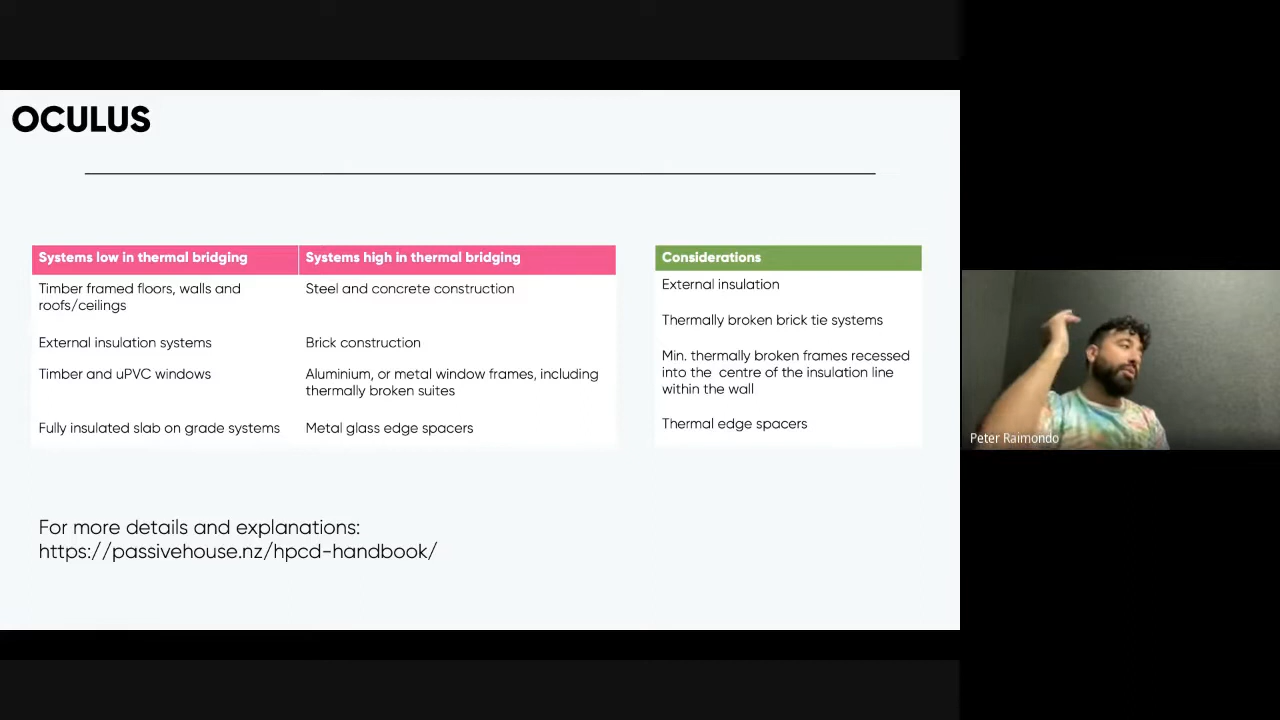 OCULUS
Systems low in thermal bridging
Systems high in thermal bridging
Timber framed floors, walls and
roofs/ceilings
Steel and concrete construction
External insulation systems
Brick construction
Timber and uPVC windows
Aluminium, or metal window frames, including
thermally broken suites
Fully insulated slab on grade systems
Metal glass edge spacers
Considerations
External insulation
Thermally broken brick tie systems
Min. thermally broken frames recessed
into the centre of the insulation line
within the wall
Thermal edge spacers
For more details and explanations:
https://passivehouse.nz/hpcd-handbook/
Peter Raimondo